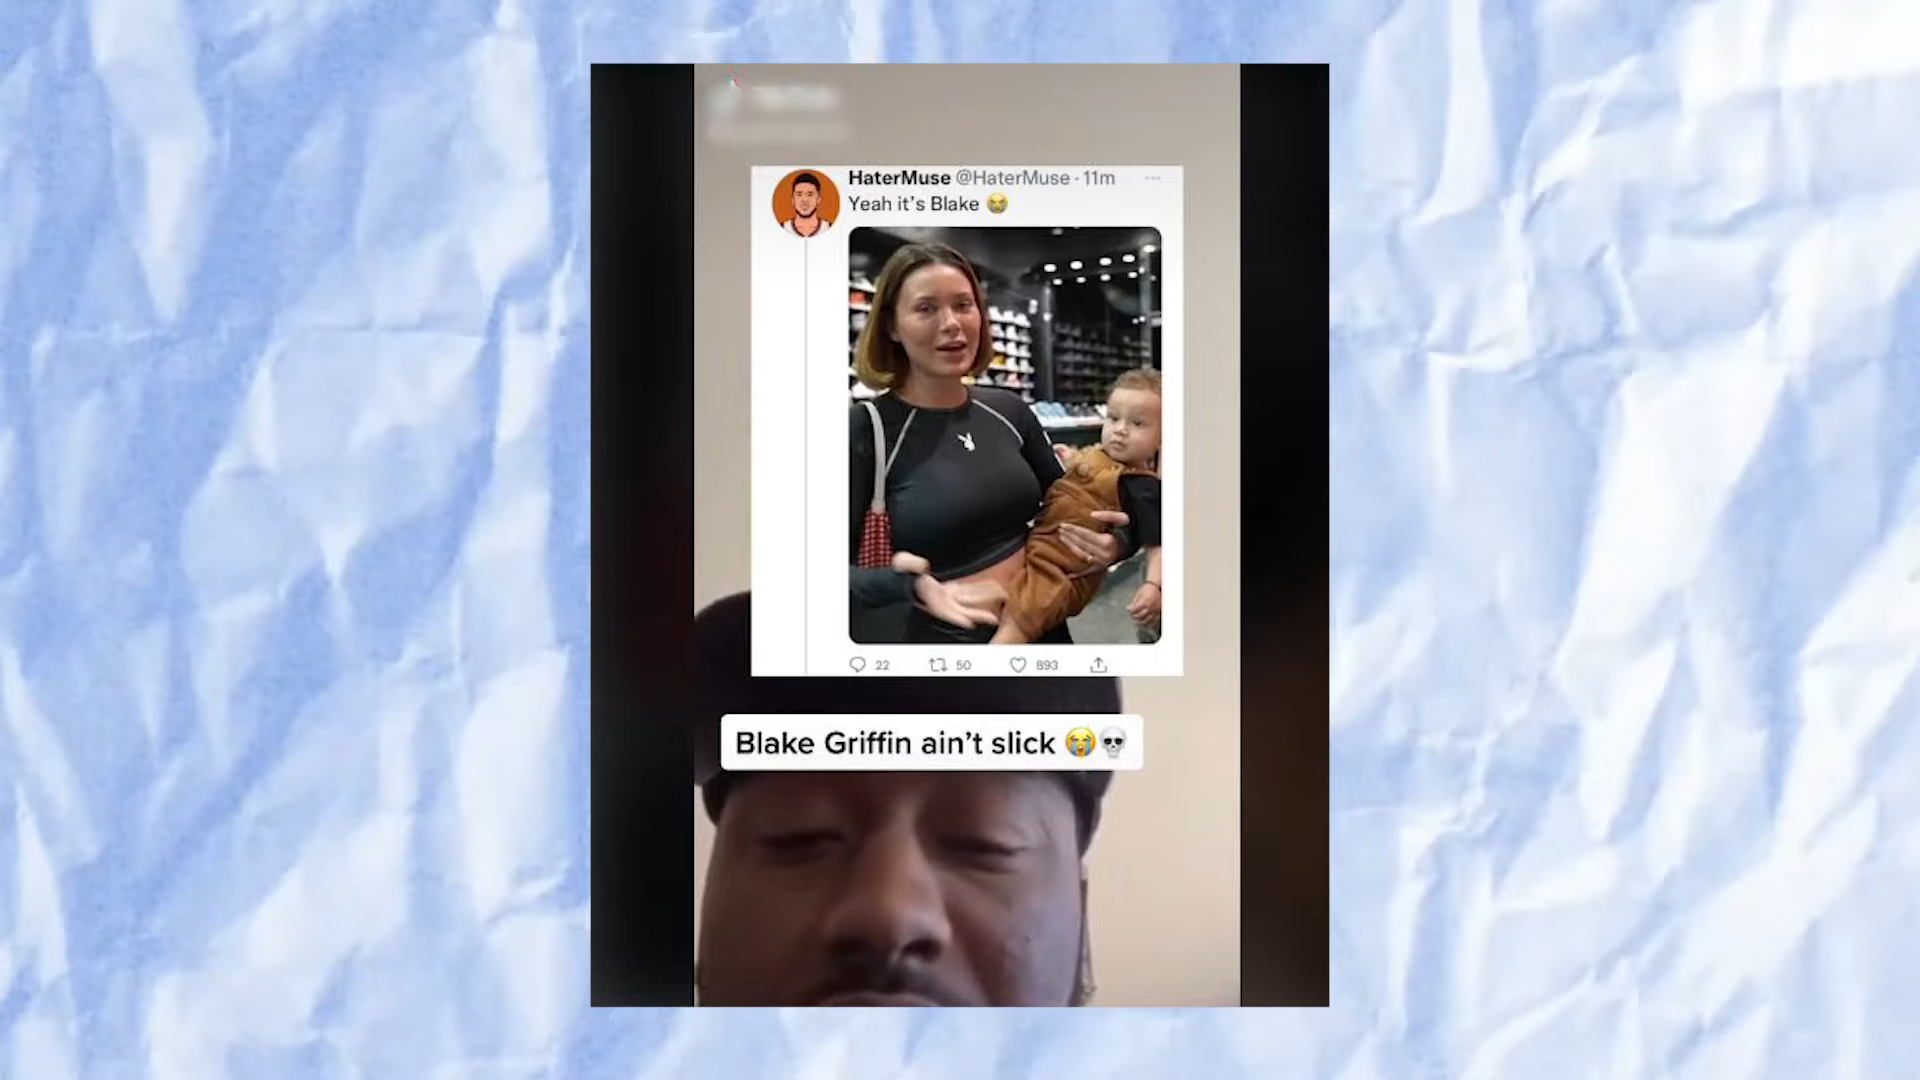 HaterMuse @HaterMuse · 11m
Yeah it's Blake 😭
22 50 893
Blake Griffin ain't slick 😭💀